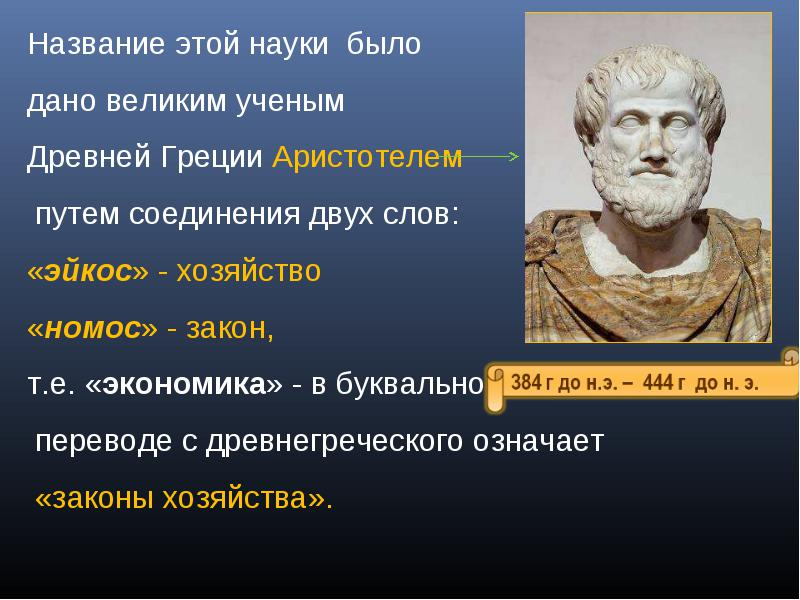 Название этой науки было
дано великим ученым
Древней Греции Аристотелем
путем соединения двух слов:
«эйкос» - хозяйство
«номос» - закон,
т.е. «экономика» - в буквально
384 г до н.э. – 444 г до н. э.
переводе с древнегреческого означает
«законы хозяйства».